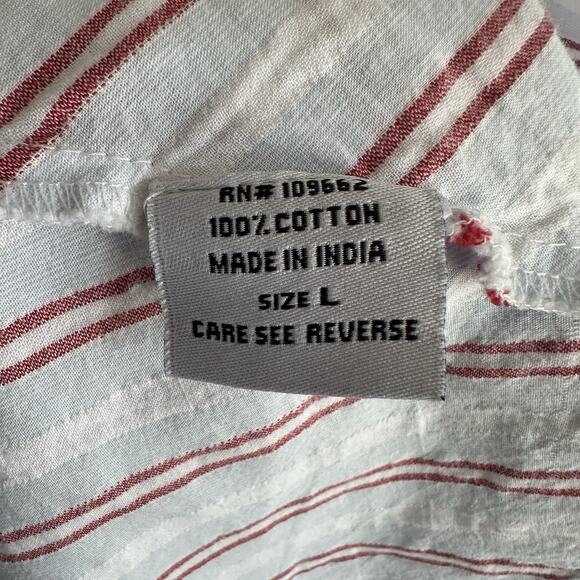 RN# 109662
100% COTTON
MADE IN INDIA
SIZE L
CARE SEE REVERSE